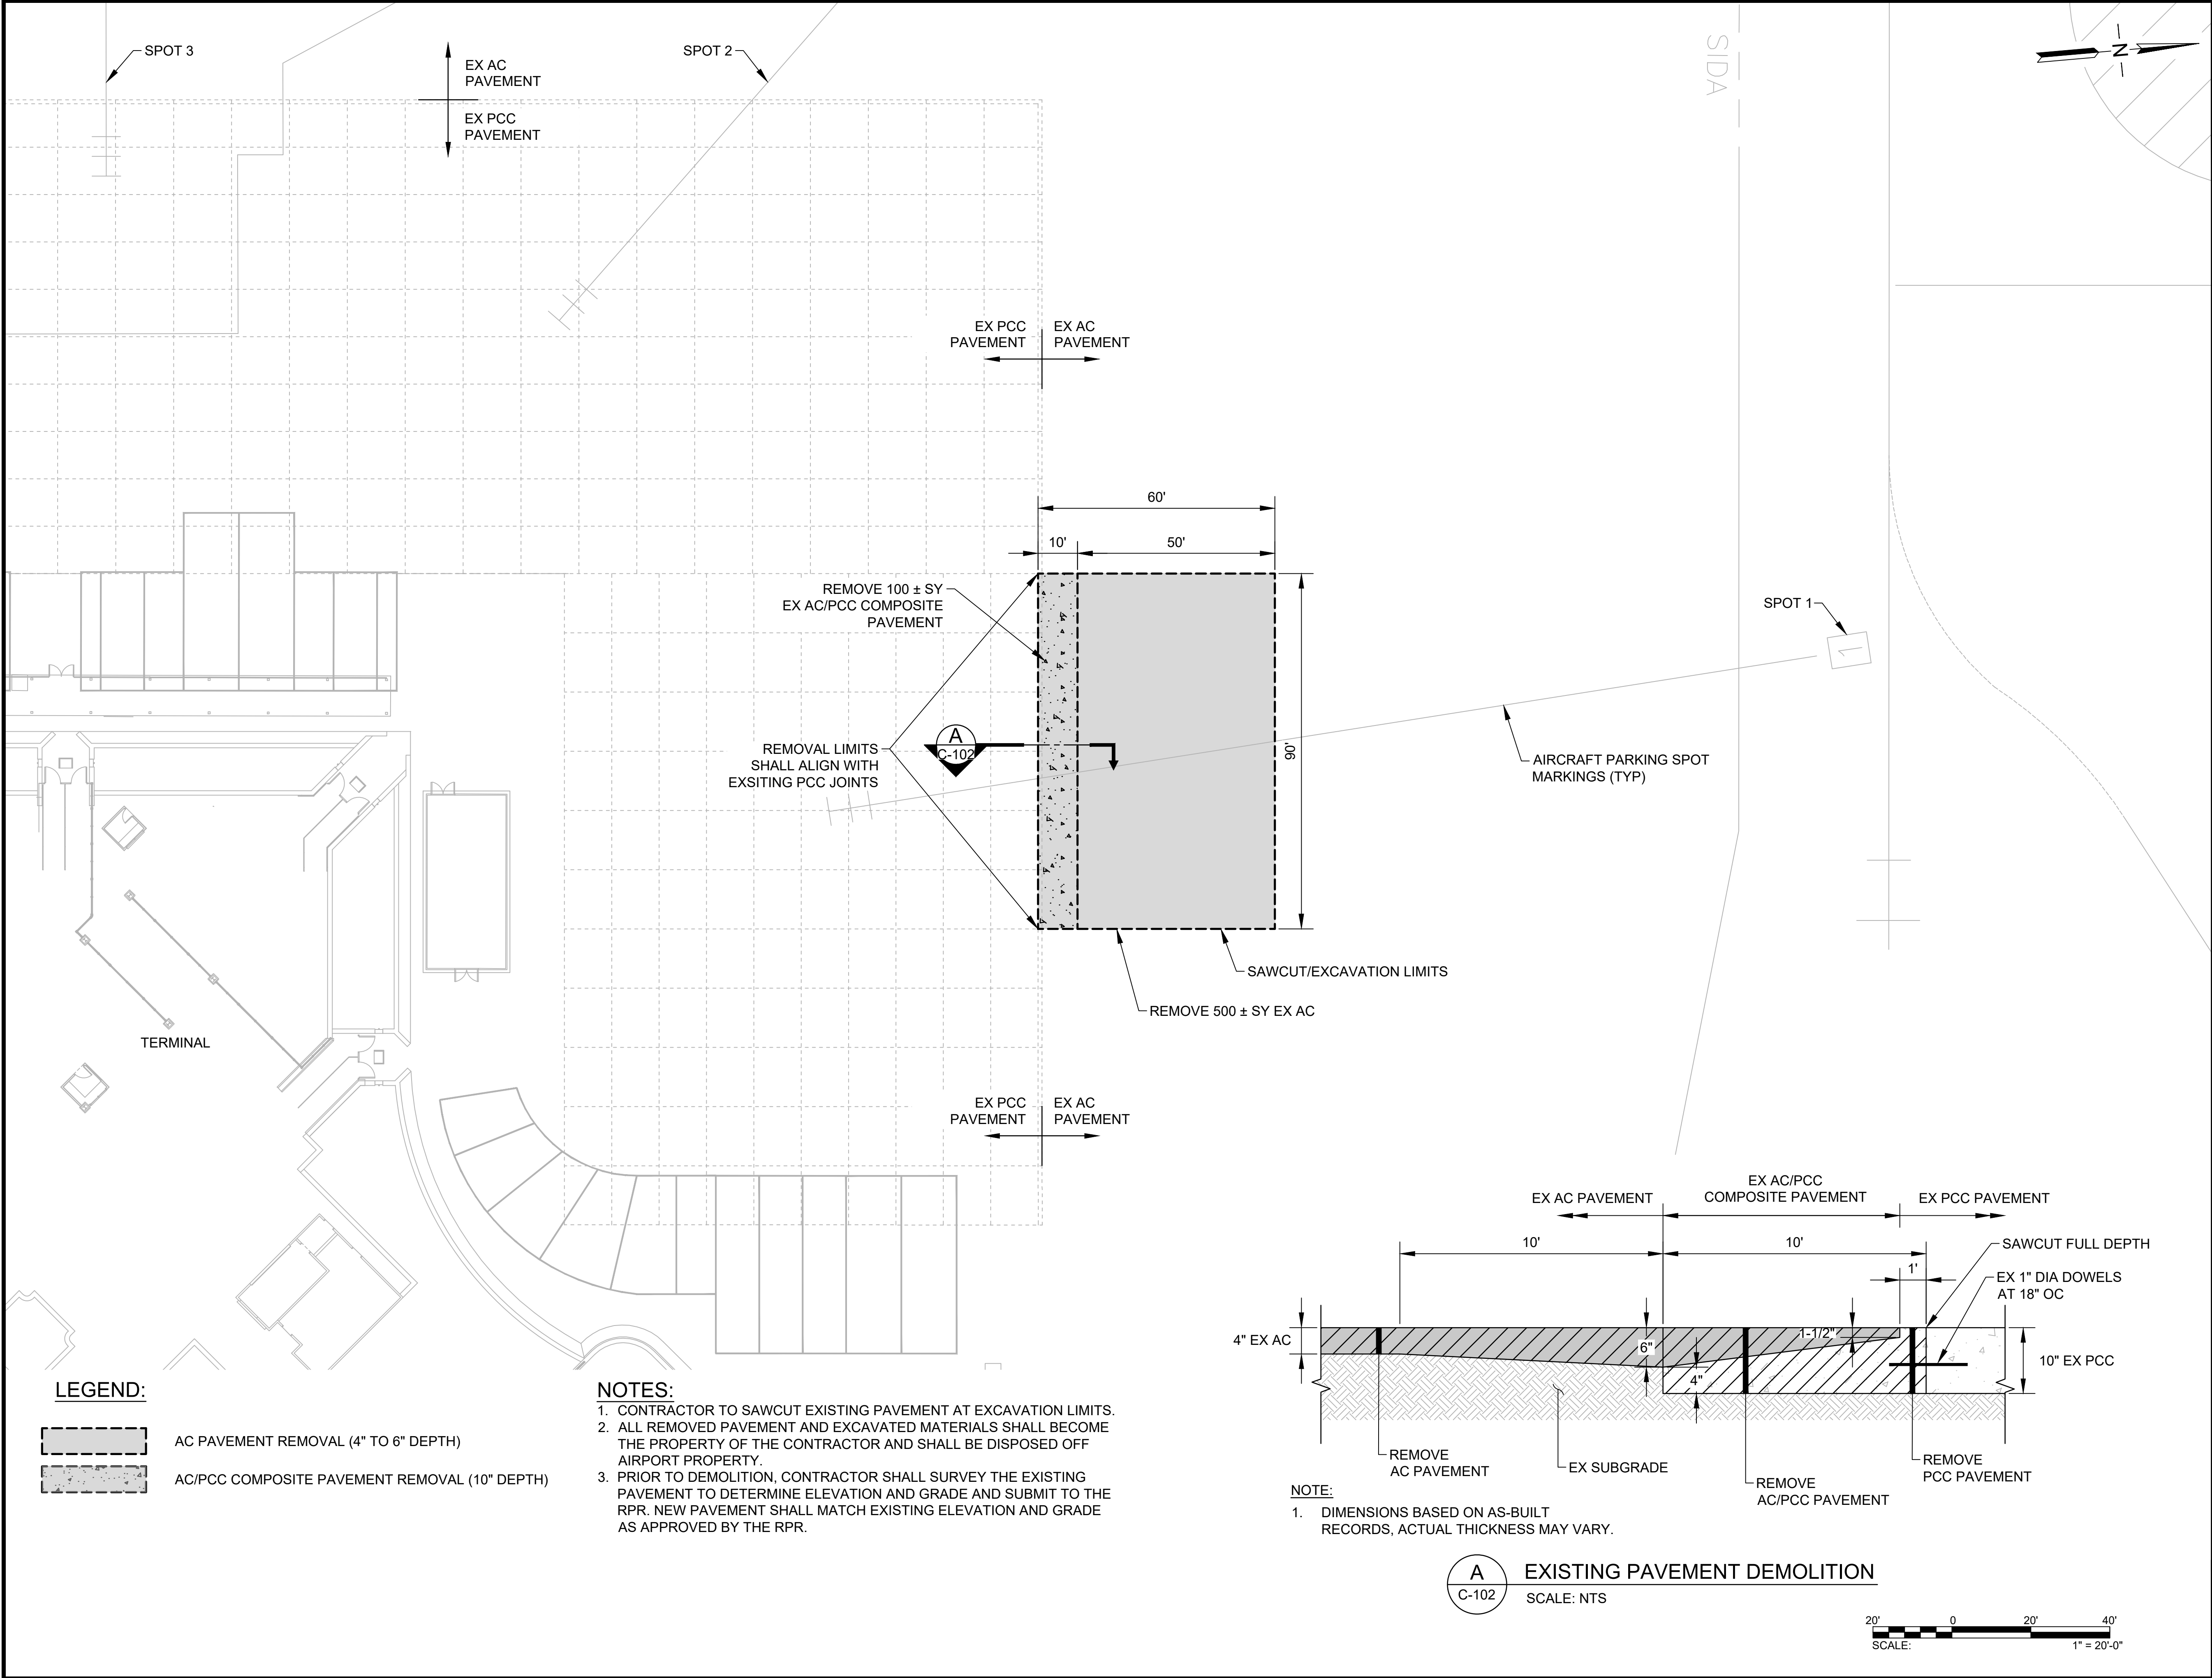 SPOT 3
EX AC
PAVEMENT
EX PCC
PAVEMENT
SPOT 2
SIDA
N
EX PCC
PAVEMENT
EX AC
PAVEMENT
60'
10'
50'
REMOVE 100 ± SY
EX AC/PCC COMPOSITE
PAVEMENT
SPOT 1
1
REMOVAL LIMITS
SHALL ALIGN WITH
EXSITING PCC JOINTS
A
C-102
90'
AIRCRAFT PARKING SPOT
MARKINGS (TYP)
SAWCUT/EXCAVATION LIMITS
REMOVE 500 ± SY EX AC
TERMINAL
EX PCC
PAVEMENT
EX AC
PAVEMENT
EX AC PAVEMENT
EX AC/PCC
COMPOSITE PAVEMENT
EX PCC PAVEMENT
10'
10'
SAWCUT FULL DEPTH
1'
EX 1" DIA DOWELS
AT 18" OC
4" EX AC
6"
1-1/2"
4"
10" EX PCC
REMOVE
AC PAVEMENT
EX SUBGRADE
REMOVE
AC/PCC PAVEMENT
REMOVE
PCC PAVEMENT
NOTE:
1. DIMENSIONS BASED ON AS-BUILT
RECORDS, ACTUAL THICKNESS MAY VARY.
A
C-102
EXISTING PAVEMENT DEMOLITION
SCALE: NTS
LEGEND:
AC PAVEMENT REMOVAL (4" TO 6" DEPTH)
AC/PCC COMPOSITE PAVEMENT REMOVAL (10" DEPTH)
NOTES:
1. CONTRACTOR TO SAWCUT EXISTING PAVEMENT AT EXCAVATION LIMITS.
2. ALL REMOVED PAVEMENT AND EXCAVATED MATERIALS SHALL BECOME
THE PROPERTY OF THE CONTRACTOR AND SHALL BE DISPOSED OFF
AIRPORT PROPERTY.
3. PRIOR TO DEMOLITION, CONTRACTOR SHALL SURVEY THE EXISTING
PAVEMENT TO DETERMINE ELEVATION AND GRADE AND SUBMIT TO THE
RPR. NEW PAVEMENT SHALL MATCH EXISTING ELEVATION AND GRADE
AS APPROVED BY THE RPR.
20' 0 20' 40'
SCALE: 1" = 20'-0"